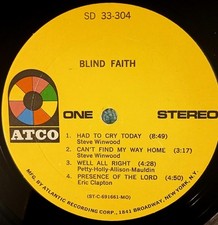 SD 33-304
BLIND FAITH
ATCO
ONE
STEREO
1. HAD TO CRY TODAY (8:49)
Steve Winwood
2. CAN'T FIND MY WAY HOME (3:17)
Steve Winwood
3. WELL ALL RIGHT (4:28)
Petty-Holly-Allison-Mauldin
4. PRESENCE OF THE LORD (4:50)
Eric Clapton
(ST-C-691661-MO)
MFG. BY ATLANTIC RECORDING CORP., 1841 BROADWAY, NEW YORK, N.Y.